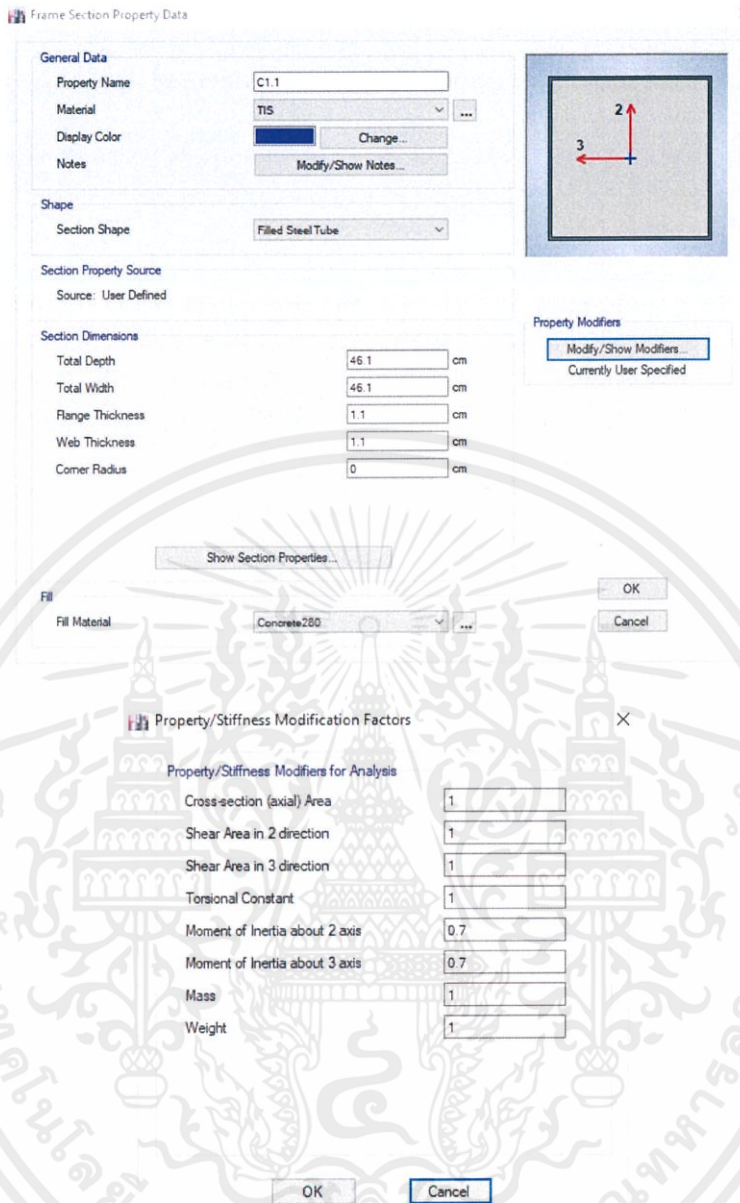 Frame Section Property Data
General Data
Property Name C1.1
Material TIS ...
Display Color Change...
Notes Modify/Show Notes...
2
3
Shape
Section Shape Filled Steel Tube
Section Property Source
Source: User Defined
Property Modifiers
Modify/Show Modifiers...
Currently User Specified
Section Dimensions
Total Depth 46.1 cm
Total Width 46.1 cm
Flange Thickness 1.1 cm
Web Thickness 1.1 cm
Corner Radius 0 cm
Show Section Properties...
Fill
Fill Material Concrete280 ...
OK
Cancel
Property/Stiffness Modification Factors
Property/Stiffness Modifiers for Analysis
Cross-section (axial) Area 1
Shear Area in 2 direction 1
Shear Area in 3 direction 1
Torsional Constant 1
Moment of Inertia about 2 axis 0.7
Moment of Inertia about 3 axis 0.7
Mass 1
Weight 1
OK Cancel